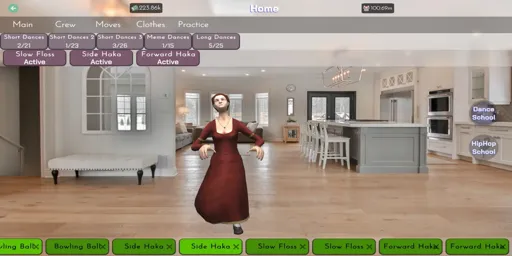 Home
223.86k
100.69m
Main Crew Moves Clothes Practice
Short Dances Short Dances 2 Short Dances 3 Meme Dances Long Dances
2/21 1/23 3/26 1/15 5/25
Slow Floss Side Haka Forward Haka
Active Active Active
Dance
School
HipHop
School
wling Ball X Bowling Ball X Side Haka X Side Haka X Slow Floss X Slow Floss X Forward Haka X Forward Haka X